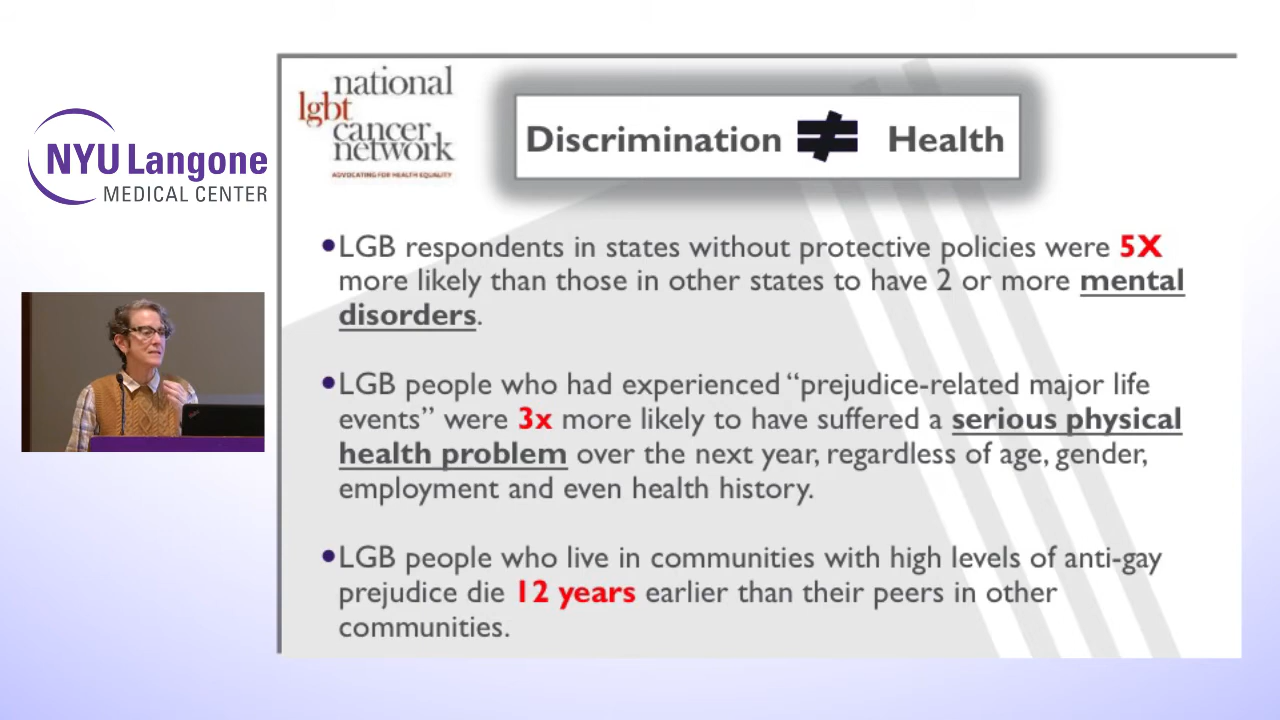 NYU Langone
MEDICAL CENTER
national
lgbt
cancer
network
ADVOCATING FOR HEALTH EQUALITY
Discrimination ≠ Health
•LGB respondents in states without protective policies were 5X
more likely than those in other states to have 2 or more mental
disorders.
•LGB people who had experienced “prejudice-related major life
events” were 3x more likely to have suffered a serious physical
health problem over the next year, regardless of age, gender,
employment and even health history.
•LGB people who live in communities with high levels of anti-gay
prejudice die 12 years earlier than their peers in other
communities.